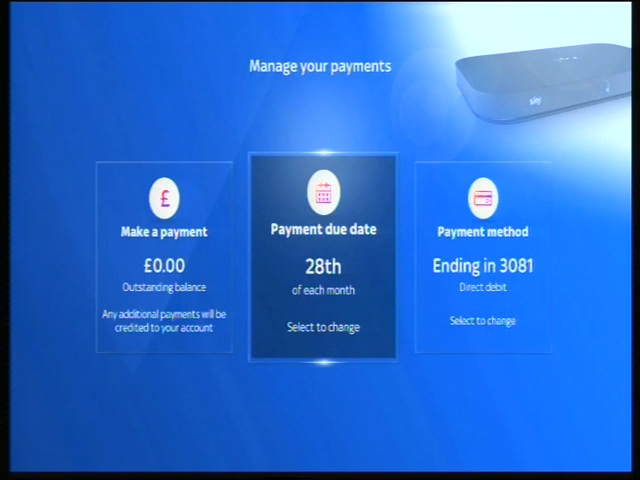 Manage your payments
sky
£
Make a payment
£0.00
Outstanding balance
Any additional payments will be
credited to your account
Payment due date
28th
of each month
Select to change
Payment method
Ending in 3081
Direct debit
Select to change